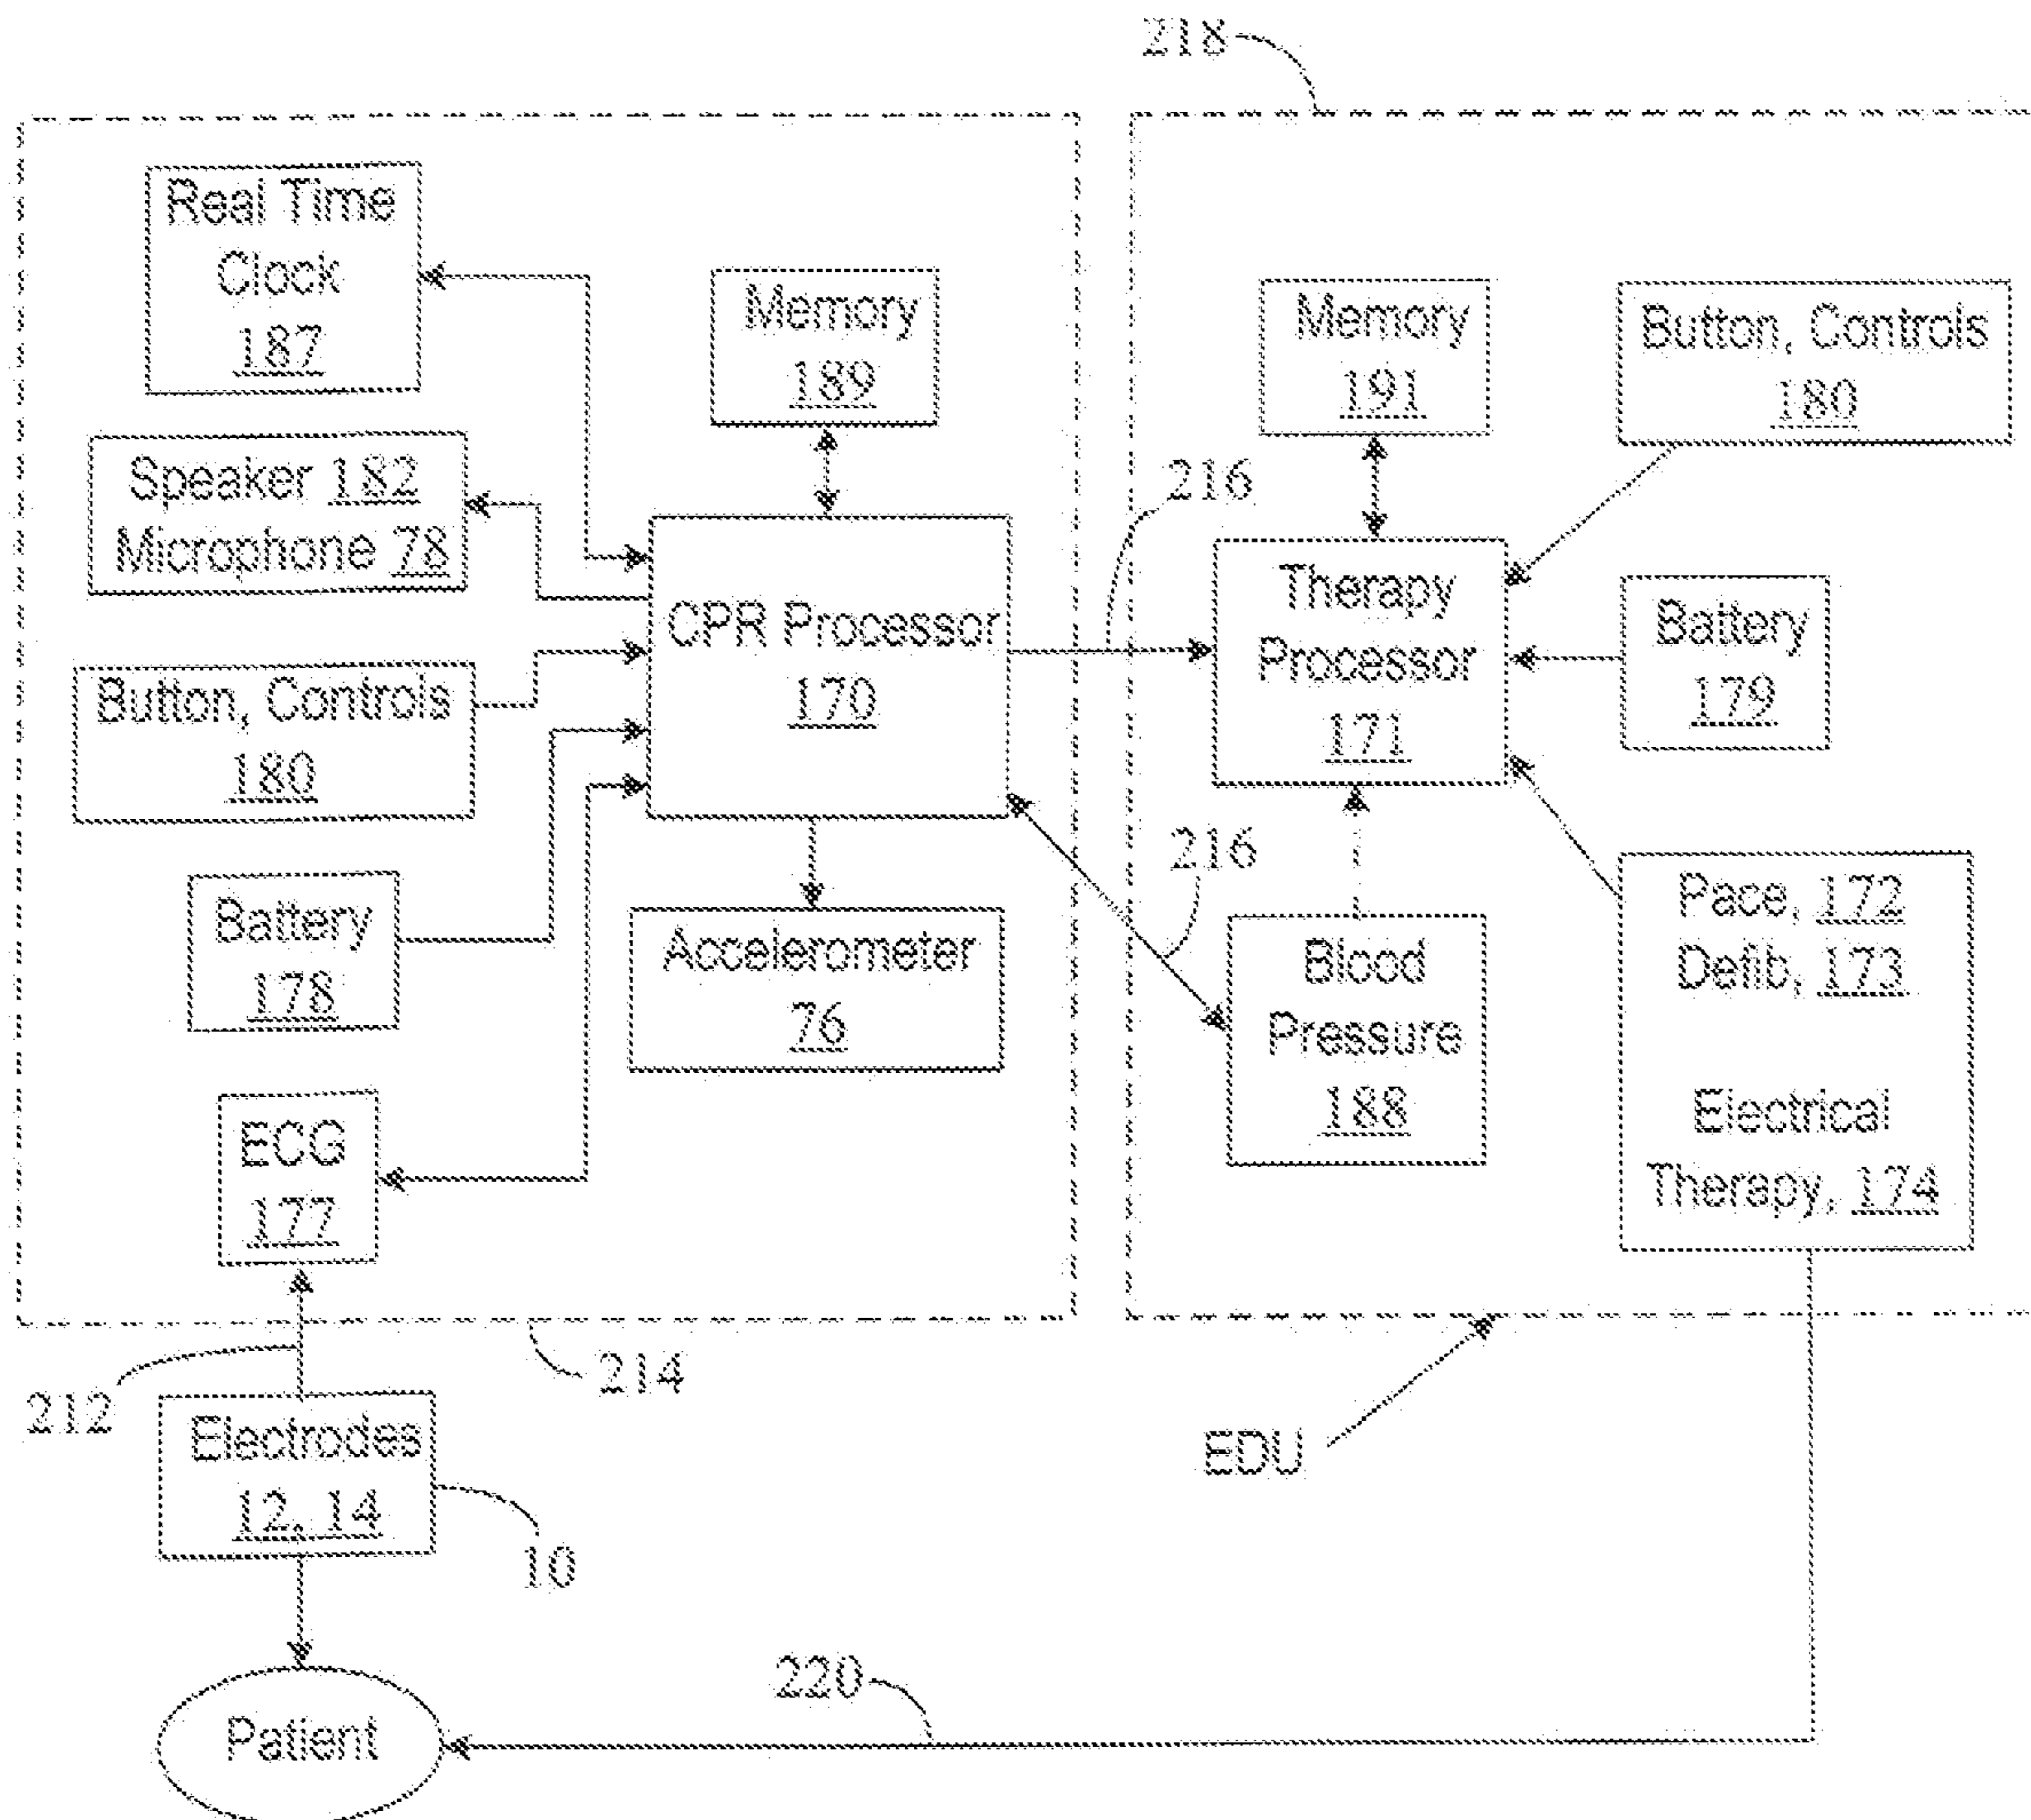 218
Real Time
Clock
187
Memory
189
Speaker 182
Microphone 78
CPR Processor
170
Button, Controls
180
Battery
178
Accelerometer
76
ECG
177
212
214
Electrodes
12, 14
10
Patient
216
216
Memory
191
Button, Controls
180
Therapy
Processor
171
Battery
179
Blood
Pressure
188
Pace, 172
Defib, 173
Electrical
Therapy, 174
EDU
220